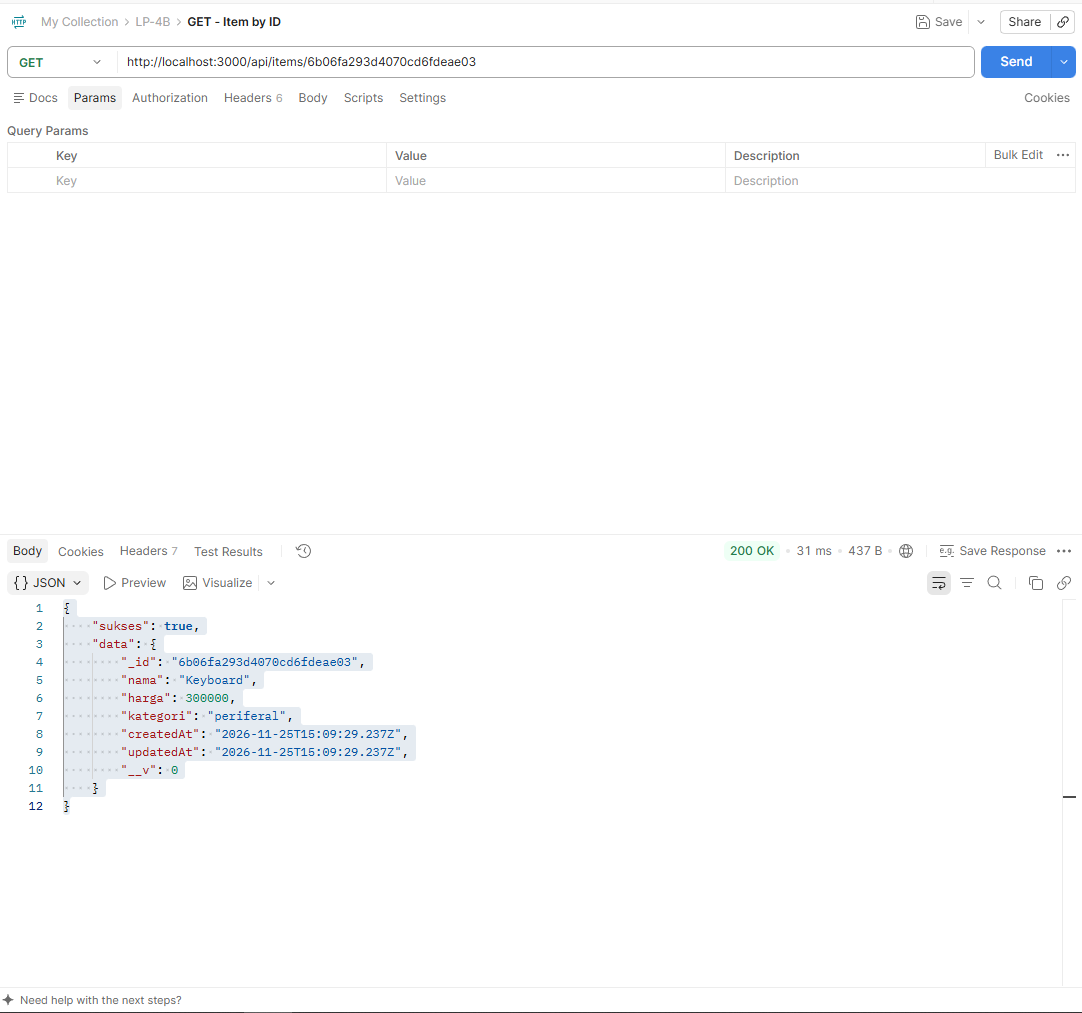 HTTP My Collection > LP-4B > GET - Item by ID Save Share
GET http://localhost:3000/api/items/6b06fa293d4070cd6fdeae03 Send
Docs Params Authorization Headers 6 Body Scripts Settings Cookies
Query Params
Key Value Description Bulk Edit
Key Value Description
Body Cookies Headers 7 Test Results 200 OK 31 ms 437 B e.g. Save Response
{} JSON Preview Visualize
1 {
2 "sukses": true,
3 "data": {
4 "_id": "6b06fa293d4070cd6fdeae03",
5 "nama": "Keyboard",
6 "harga": 300000,
7 "kategori": "periferal",
8 "createdAt": "2026-11-25T15:09:29.237Z",
9 "updatedAt": "2026-11-25T15:09:29.237Z",
10 "__v": 0
11 }
12 }
Need help with the next steps?